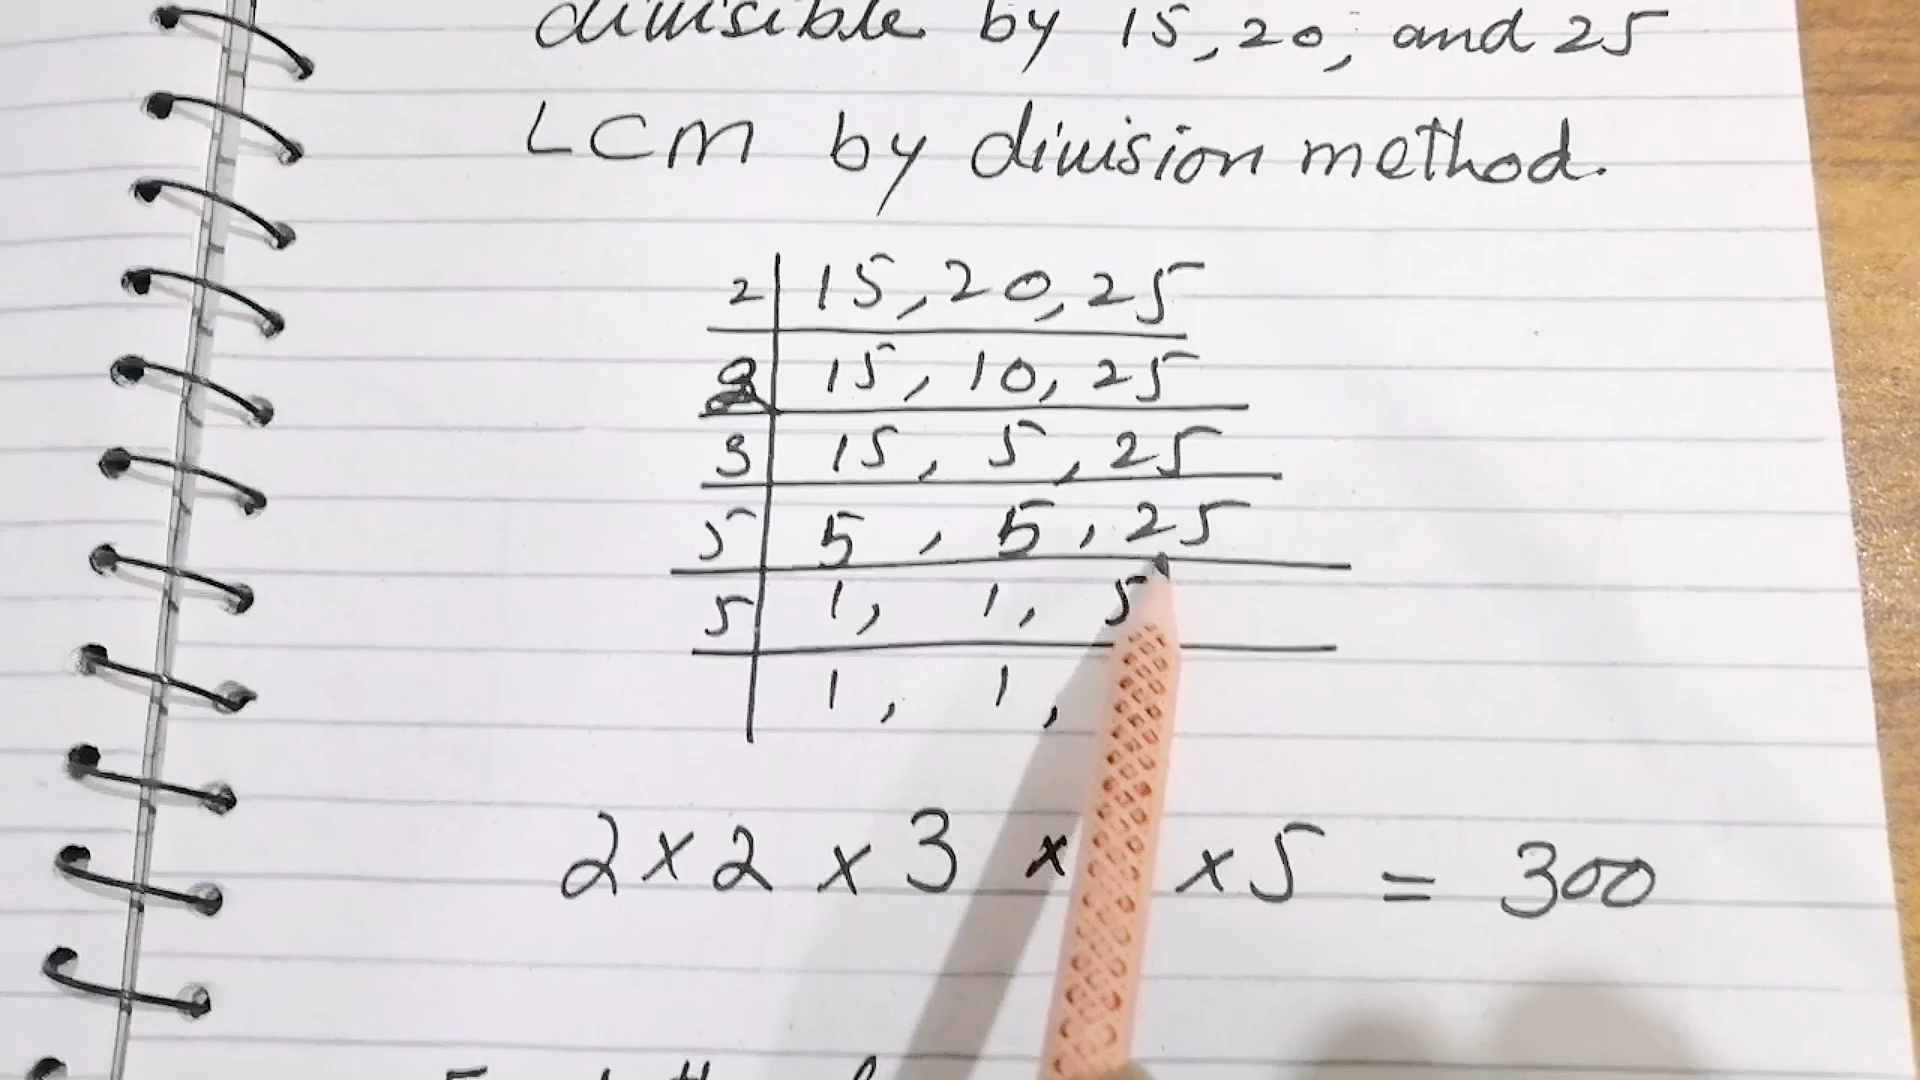 divisible by 15, 20, and 25
LCM by division method.
2 | 15, 20, 25
15, 10, 25
3 | 15, 5, 25
5 | 5, 5, 25
5 | 1, 1, 5
1, 1,
2 × 2 × 3 × × 5 = 300